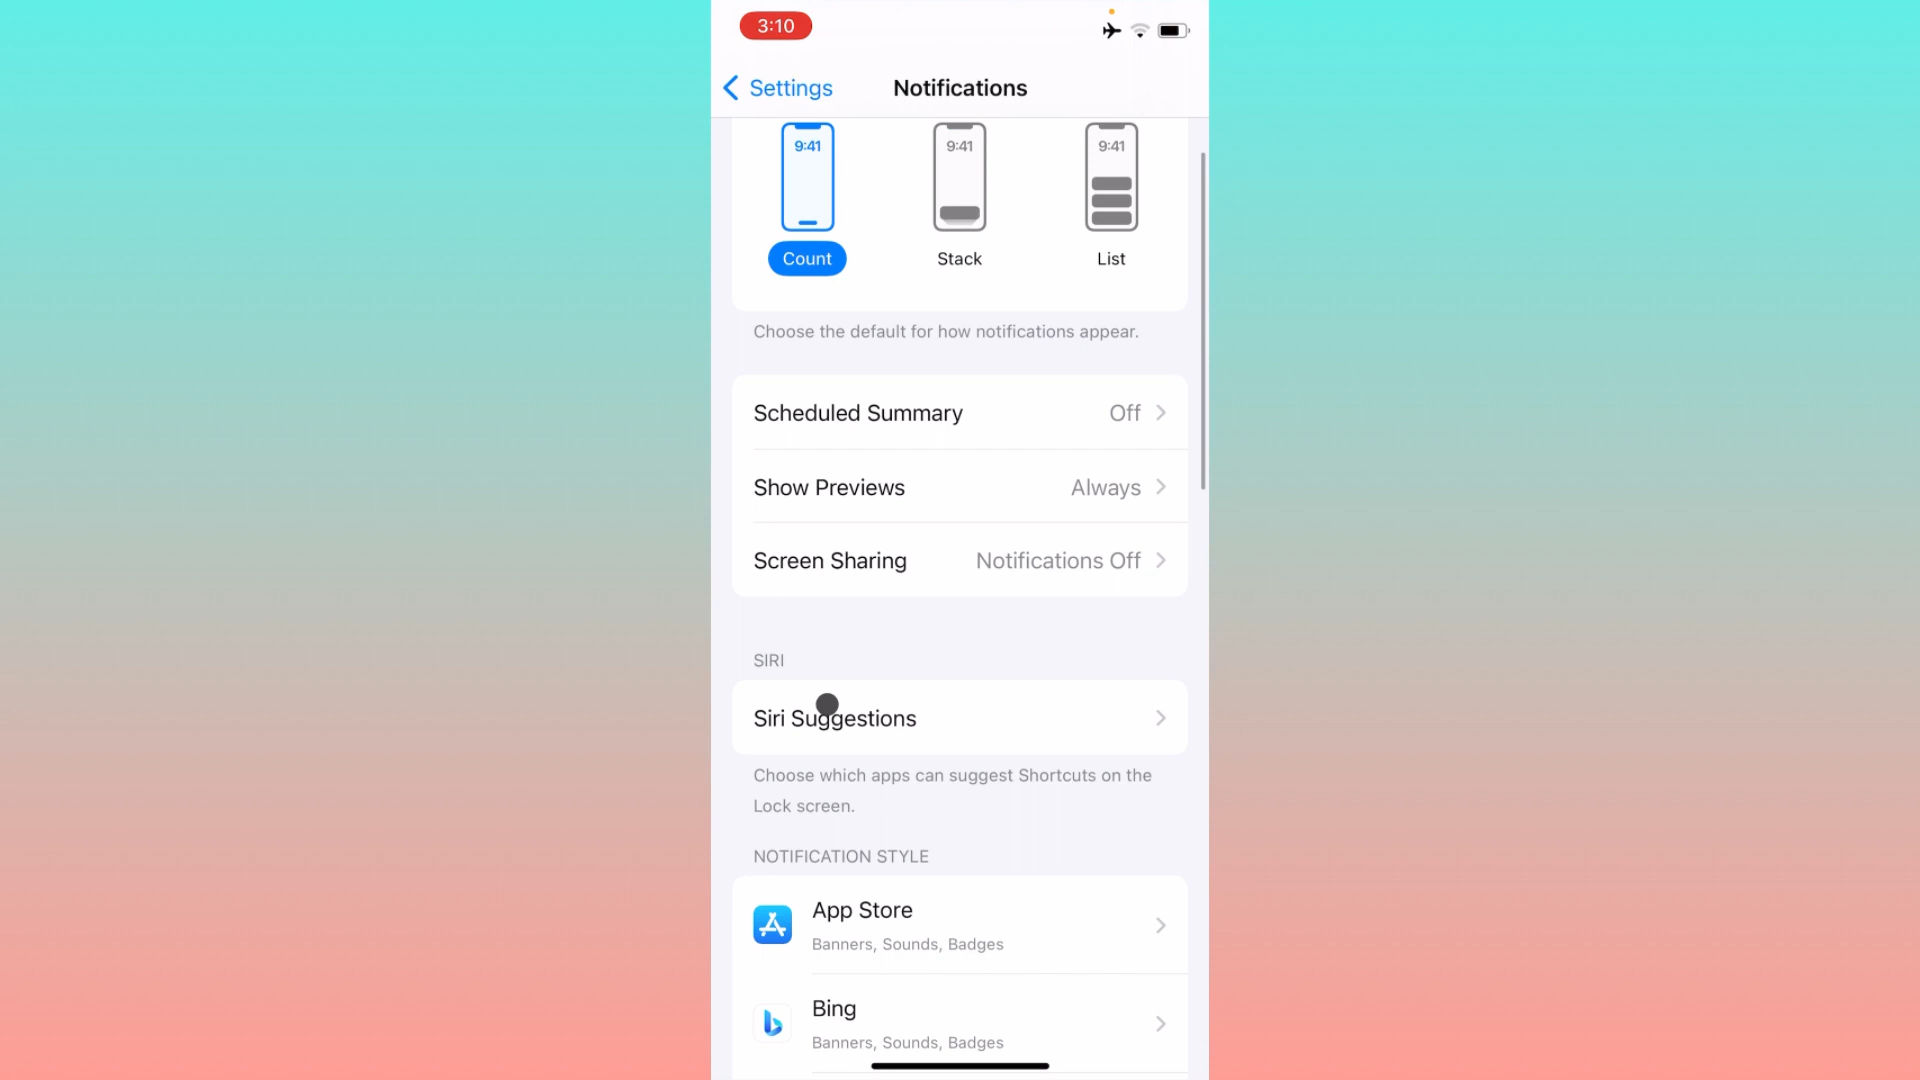 3:10
Settings
Notifications
9:41
9:41
9:41
Count
Stack
List
Choose the default for how notifications appear.
Scheduled Summary Off
Show Previews Always
Screen Sharing Notifications Off
SIRI
Siri Suggestions
Choose which apps can suggest Shortcuts on the
Lock screen.
NOTIFICATION STYLE
App Store
Banners, Sounds, Badges
Bing
Banners, Sounds, Badges